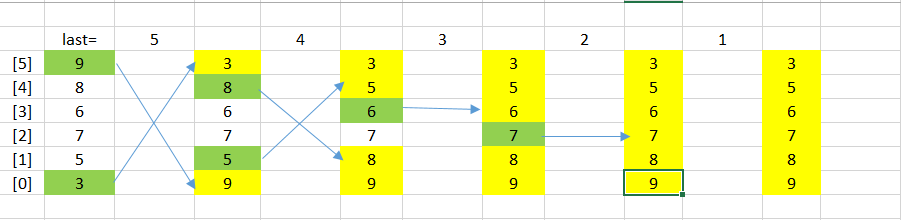 last= 5 4 3 2 1
[5] 9 3 3 3 3 3
[4] 8 8 5 5 5 5
[3] 6 6 6 6 6 6
[2] 7 7 7 7 7 7
[1] 5 5 8 8 8 8
[0] 3 9 9 9 9 9